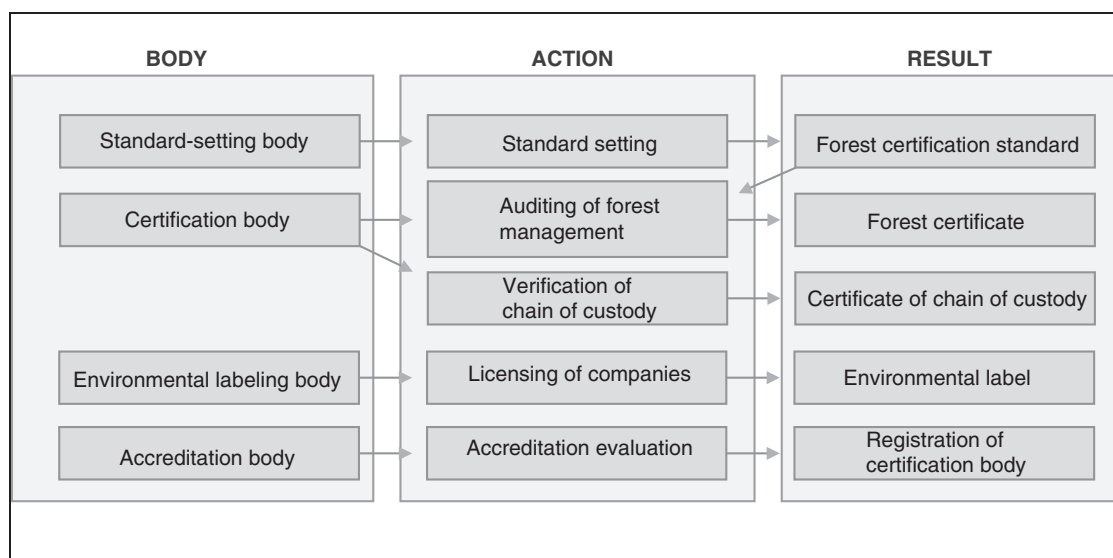 BODY
ACTION
RESULT
Standard-setting body
Standard setting
Forest certification standard
Certification body
Auditing of forest
management
Forest certificate
Verification of
chain of custody
Certificate of chain of custody
Environmental labeling body
Licensing of companies
Environmental label
Accreditation body
Accreditation evaluation
Registration of
certification body